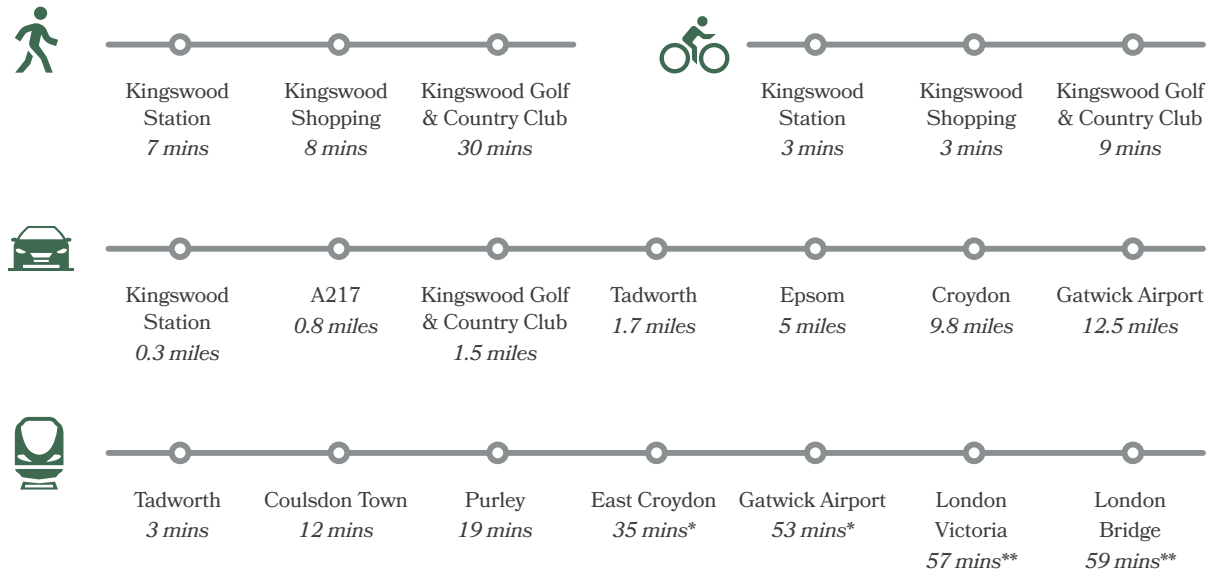 Kingswood
Station
7 mins
Kingswood
Shopping
8 mins
Kingswood Golf
& Country Club
30 mins
Kingswood
Station
3 mins
Kingswood
Shopping
3 mins
Kingswood Golf
& Country Club
9 mins
Kingswood
Station
0.3 miles
A217
0.8 miles
Kingswood Golf
& Country Club
1.5 miles
Tadworth
1.7 miles
Epsom
5 miles
Croydon
9.8 miles
Gatwick Airport
12.5 miles
Tadworth
3 mins
Coulsdon Town
12 mins
Purley
19 mins
East Croydon
35 mins*
Gatwick Airport
53 mins*
London
Victoria
57 mins**
London
Bridge
59 mins**